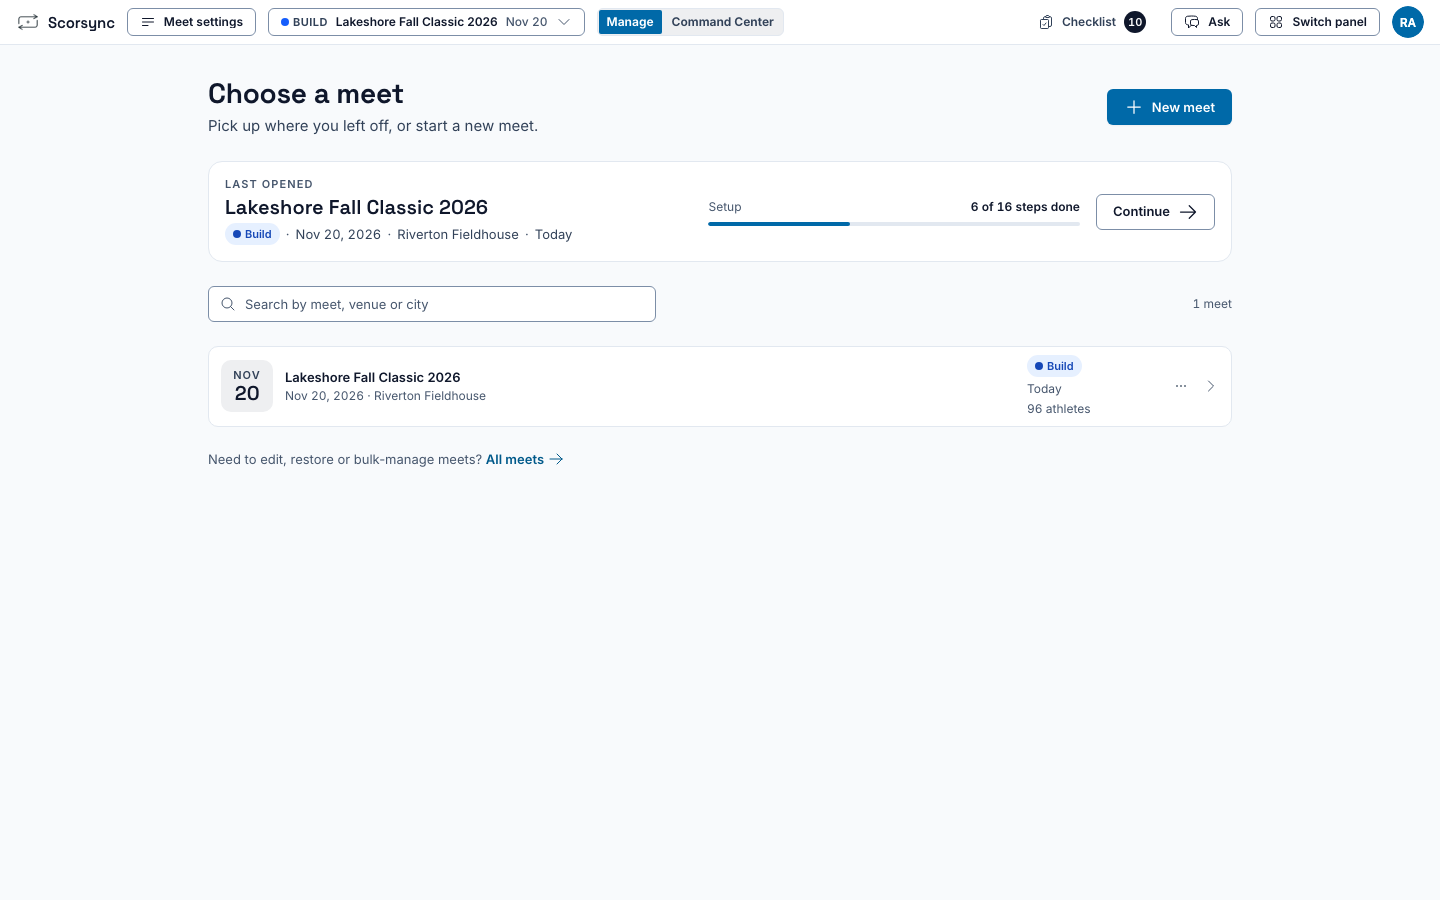 Scorsync
Meet settings
BUILD Lakeshore Fall Classic 2026 Nov 20
Manage
Command Center
Checklist 10
Ask
Switch panel
RA
Choose a meet
Pick up where you left off, or start a new meet.
New meet
LAST OPENED
Lakeshore Fall Classic 2026
Build · Nov 20, 2026 · Riverton Fieldhouse · Today
Setup
6 of 16 steps done
Continue
Search by meet, venue or city
1 meet
NOV
20
Lakeshore Fall Classic 2026
Nov 20, 2026 · Riverton Fieldhouse
Build
Today
96 athletes
Need to edit, restore or bulk-manage meets? All meets